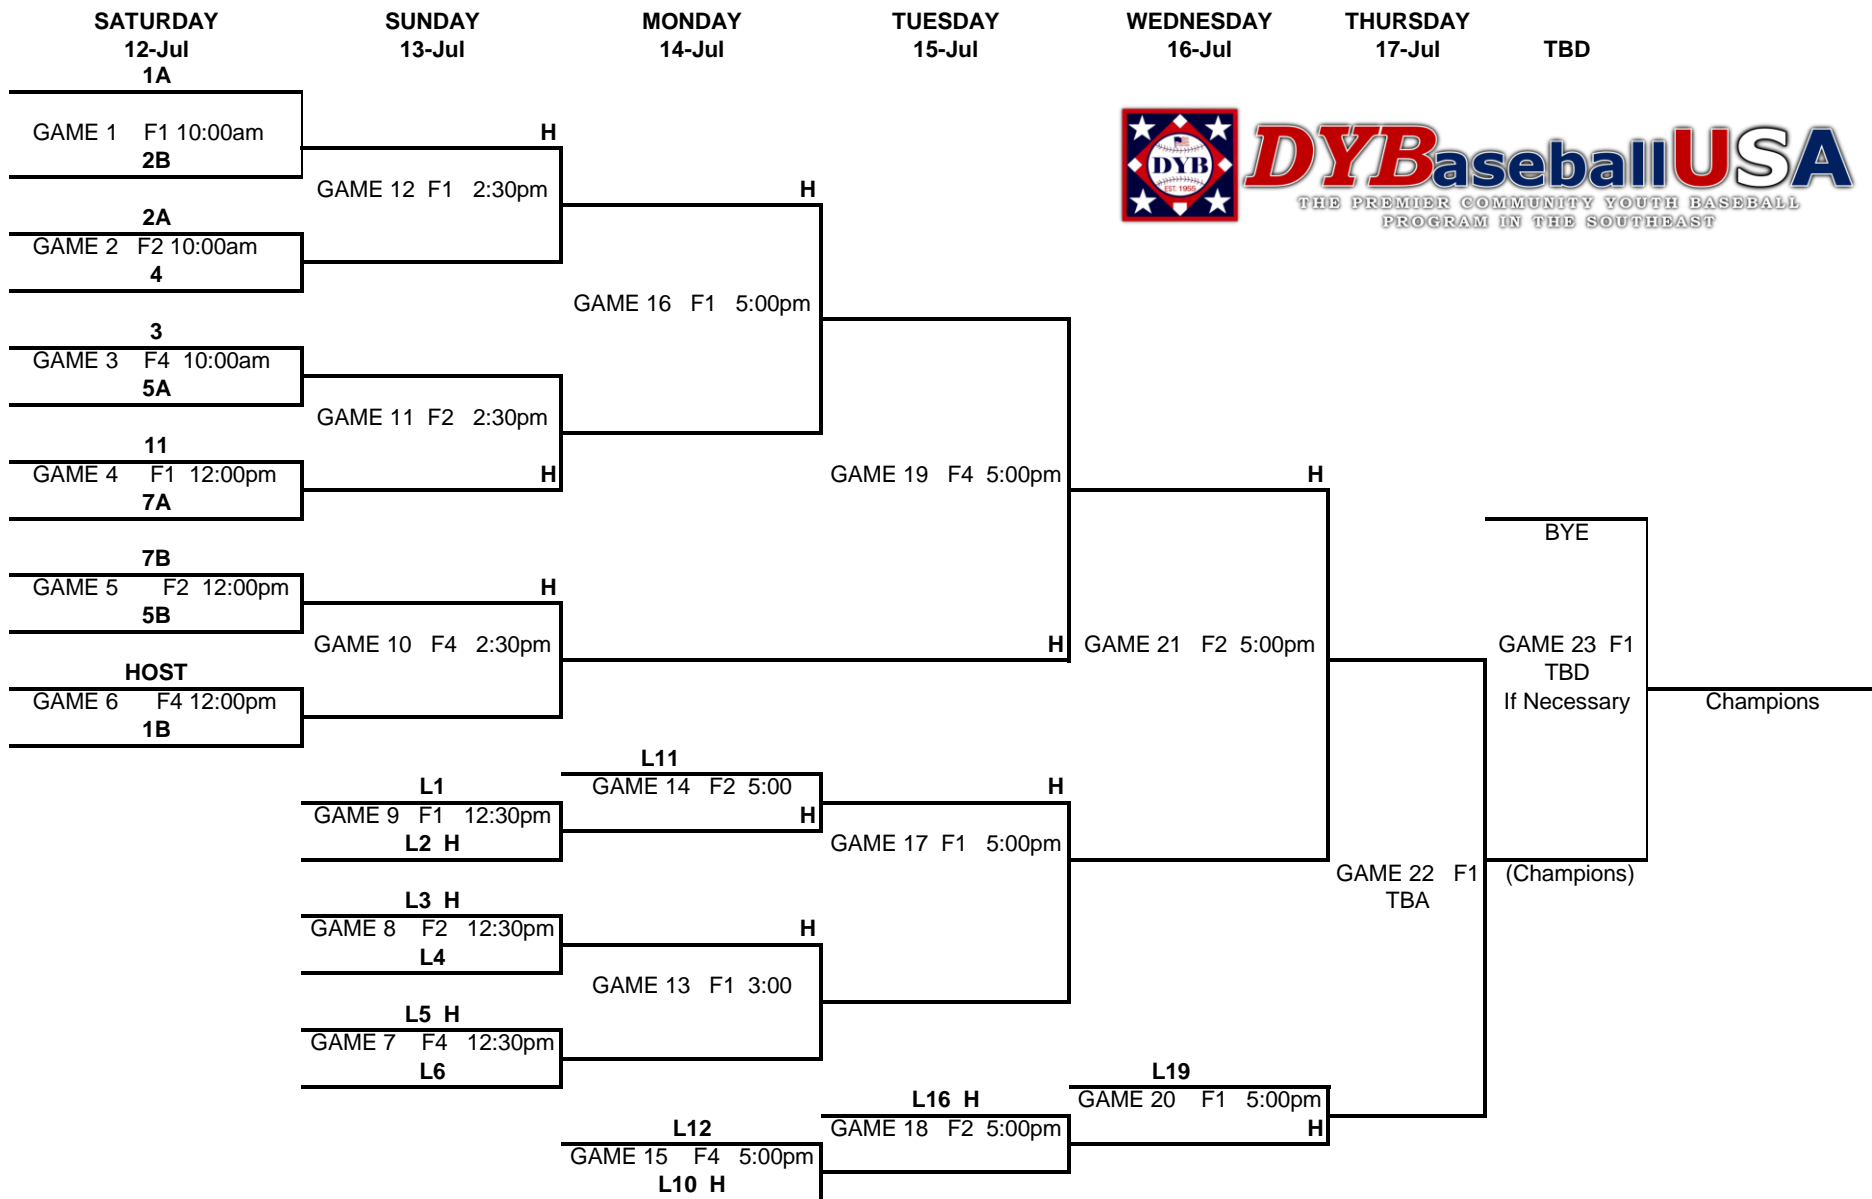 SATURDAY SUNDAY MONDAY TUESDAY WEDNESDAY THURSDAY
12-Jul 13-Jul 14-Jul 15-Jul 16-Jul 17-Jul TBD
1A
GAME 1 F1 10:00am
2B
2A
GAME 2 F2 10:00am
4
3
GAME 3 F4 10:00am
5A
11
GAME 4 F1 12:00pm
7A
7B
GAME 5 F2 12:00pm
5B
HOST
GAME 6 F4 12:00pm
1B
H
GAME 12 F1 2:30pm
GAME 11 F2 2:30pm
H
H
GAME 10 F4 2:30pm
L1
GAME 9 F1 12:30pm
L2 H
L3 H
GAME 8 F2 12:30pm
L4
L5 H
GAME 7 F4 12:30pm
L6
H
GAME 16 F1 5:00pm
L11
GAME 14 F2 5:00
H
H
GAME 13 F1 3:00
L12
GAME 15 F4 5:00pm
L10 H
GAME 19 F4 5:00pm
H
H
GAME 17 F1 5:00pm
L16 H
GAME 18 F2 5:00pm
DYB
EST. 1955
DYBaseballUSA
THE PREMIER COMMUNITY YOUTH BASEBALL
PROGRAM IN THE SOUTHEAST
H
GAME 21 F2 5:00pm
L19
GAME 20 F1 5:00pm
H
GAME 22 F1
TBA
BYE
GAME 23 F1
TBD
If Necessary
(Champions)
Champions